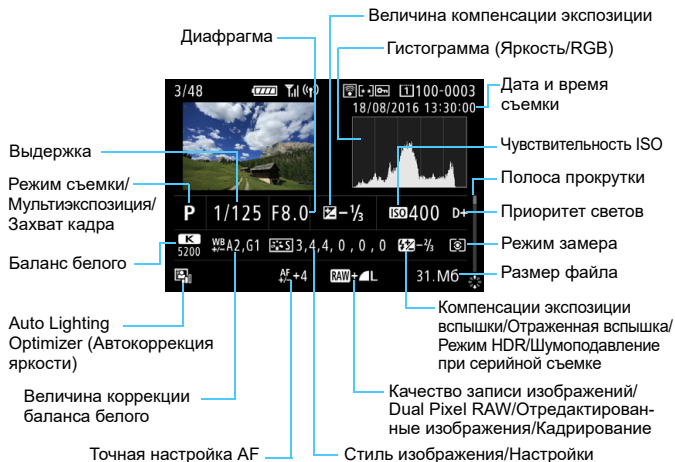 Величина компенсации экспозиции
Диафрагма
Гистограмма (Яркость/RGB)
3/48
1 100-0003
18/08/2016 13:30:00
Дата и время
съемки
Выдержка
Чувствительность ISO
Режим съемки/
Мультиэкспозиция/
Захват кадра
Полоса прокрутки
P 1/125 F8.0 -⅓ ISO 400 D+
Приоритет светов
K
5200
WB +/- A2,G1
S 3,4,4,0,0,0
-⅔
Режим замера
Баланс белого
AF +/- +4
RAW+ L
31.Мб
Размер файла
Auto Lighting
Optimizer (Автокоррекция
яркости)
Компенсации экспозиции
вспышки/Отраженная вспышка/
Режим HDR/Шумоподавление
при серийной съемке
Величина коррекции
баланса белого
Качество записи изображений/
Dual Pixel RAW/Отредактирован-
ные изображения/Кадрирование
Точная настройка AF
Стиль изображения/Настройки